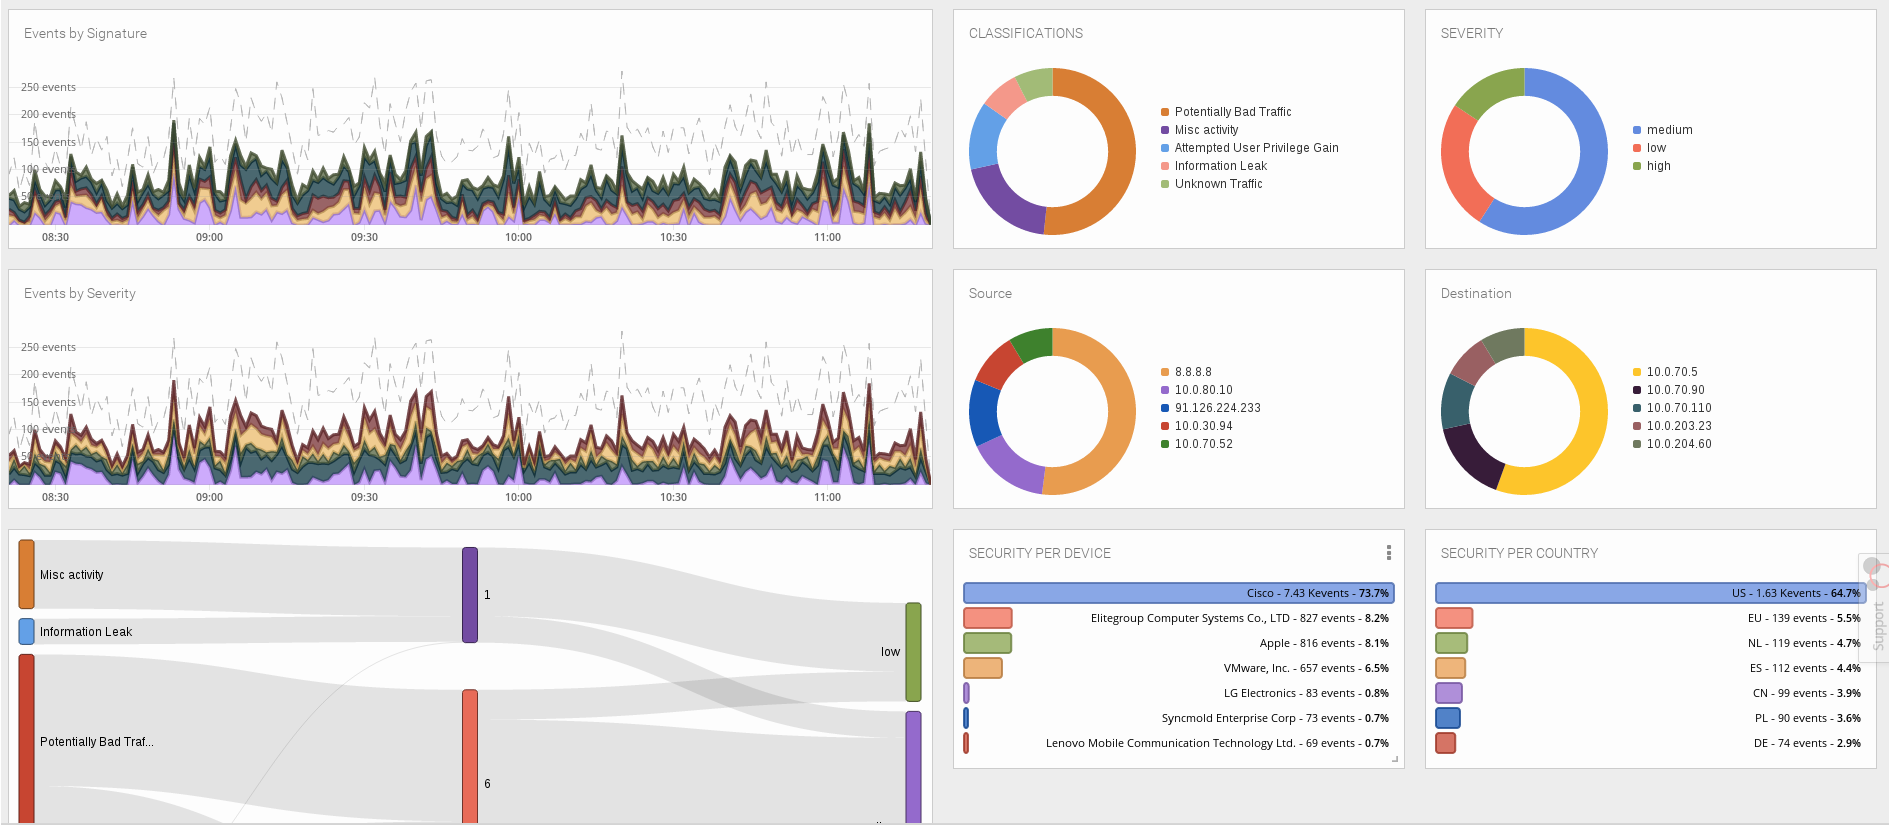 Events by Signature
250 events
200 events
150 events
100 events
50 events
08:30 09:00 09:30 10:00 10:30 11:00
CLASSIFICATIONS
Potentially Bad Traffic
Misc activity
Attempted User Privilege Gain
Information Leak
Unknown Traffic
SEVERITY
medium
low
high
Events by Severity
250 events
200 events
150 events
100 events
50 events
08:30 09:00 09:30 10:00 10:30 11:00
Source
8.8.8.8
10.0.80.10
91.126.224.233
10.0.30.94
10.0.70.52
Destination
10.0.70.5
10.0.70.90
10.0.70.110
10.0.203.23
10.0.204.60
Misc activity
Information Leak
Potentially Bad Traf...
1
6
low
SECURITY PER DEVICE
Cisco - 7.43 Kevents - 73.7%
Elitegroup Computer Systems Co., LTD - 827 events - 8.2%
Apple - 816 events - 8.1%
VMware, Inc. - 657 events - 6.5%
LG Electronics - 83 events - 0.8%
Syncmold Enterprise Corp - 73 events - 0.7%
Lenovo Mobile Communication Technology Ltd. - 69 events - 0.7%
SECURITY PER COUNTRY
US - 1.63 Kevents - 64.7%
EU - 139 events - 5.5%
NL - 119 events - 4.7%
ES - 112 events - 4.4%
CN - 99 events - 3.9%
PL - 90 events - 3.6%
DE - 74 events - 2.9%
Support